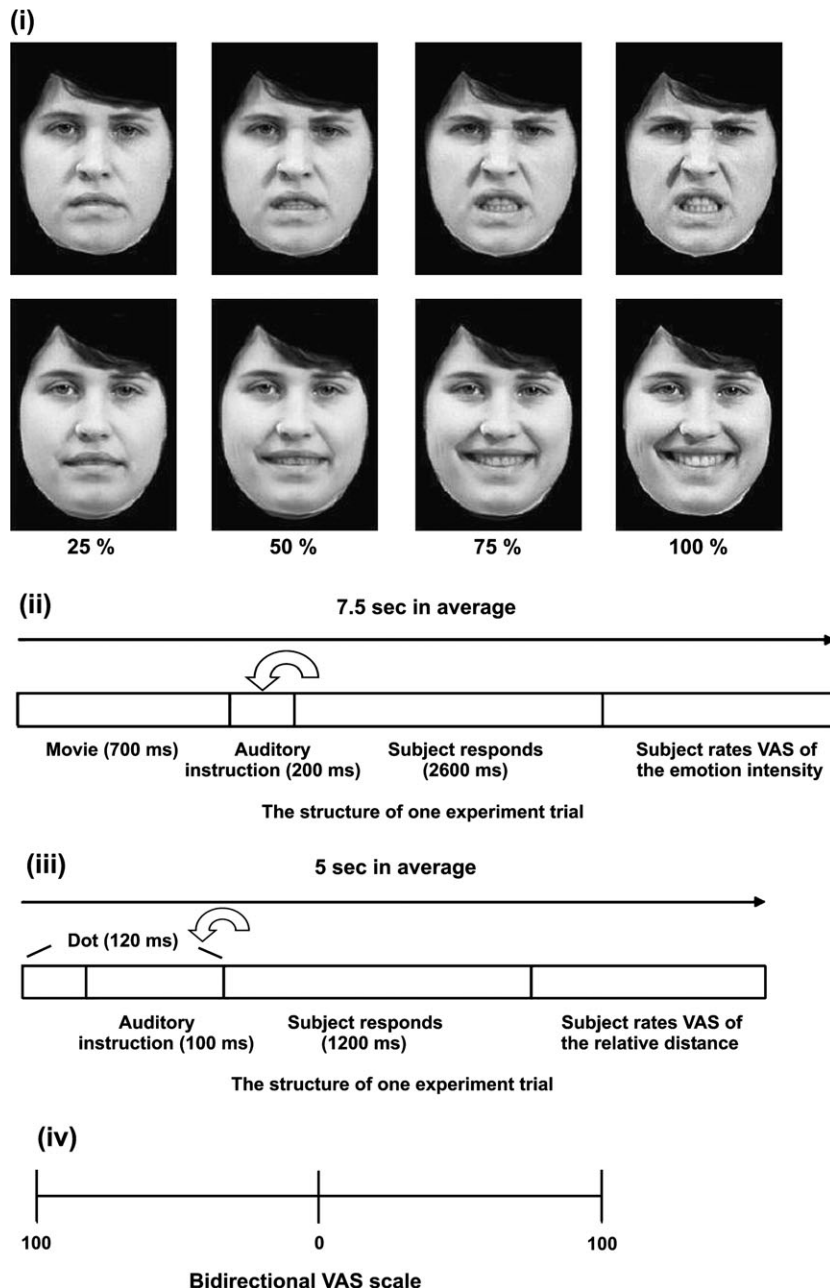 (i)
25 % 50 % 75 % 100 %
(ii)
7.5 sec in average
Movie (700 ms) Auditory instruction (200 ms) Subject responds (2600 ms) Subject rates VAS of the emotion intensity
The structure of one experiment trial
(iii)
5 sec in average
Dot (120 ms)
Auditory instruction (100 ms) Subject responds (1200 ms) Subject rates VAS of the relative distance
The structure of one experiment trial
(iv)
100 0 100
Bidirectional VAS scale